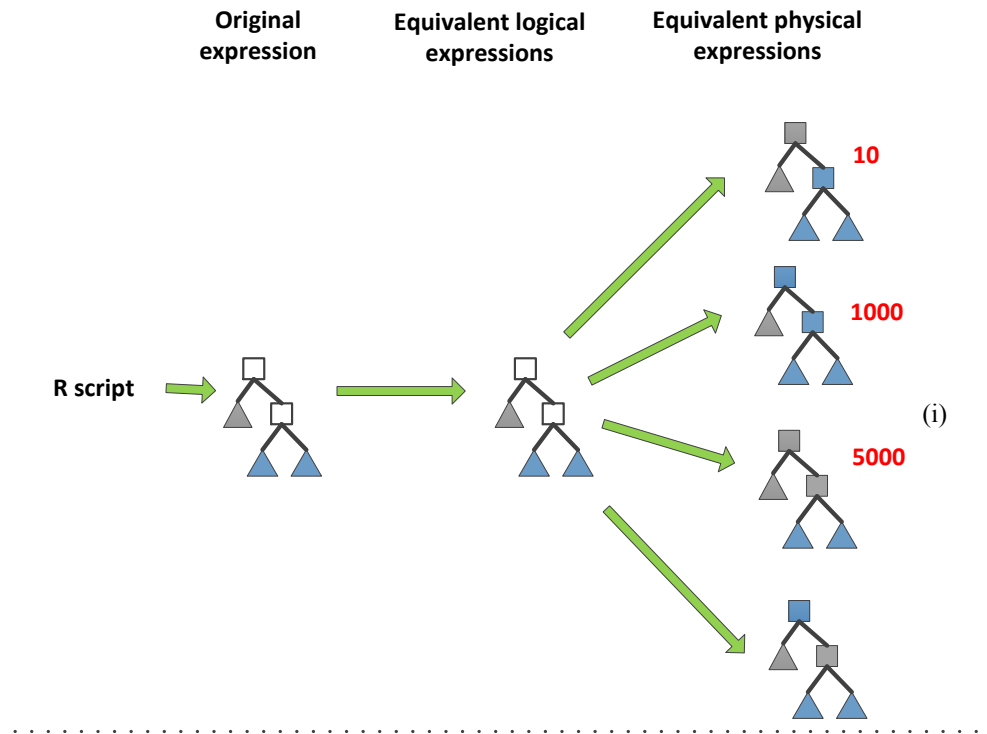 Original
expression
Equivalent logical
expressions
Equivalent physical
expressions
10
1000
R script
(i)
5000